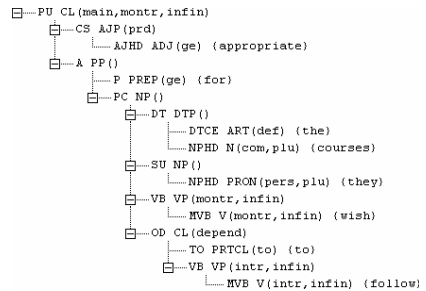 PU CL(main,montr,infin)
CS AJP(prd)
AJHD ADJ(ge) {appropriate}
A PP()
P PREP(ge) {for}
PC NP()
DT DTP()
DTCE ART(def) {the}
NPHD N(com,plu) {courses}
SU NP()
NPHD PRON(pers,plu) {they}
VB VP(montr,infin)
MVB V(montr,infin) {wish}
OD CL(depend)
TO PRTCL(to) {to}
VB VP(intr,infin)
MVB V(intr,infin) {follow}